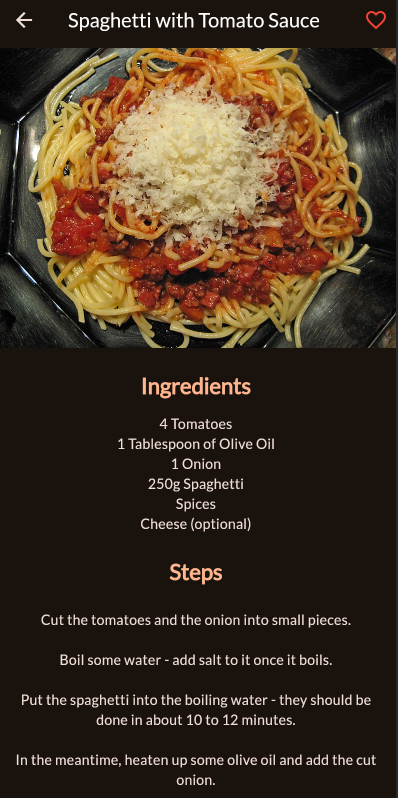 Spaghetti with Tomato Sauce
Ingredients
4 Tomatoes
1 Tablespoon of Olive Oil
1 Onion
250g Spaghetti
Spices
Cheese (optional)
Steps
Cut the tomatoes and the onion into small pieces.
Boil some water - add salt to it once it boils.
Put the spaghetti into the boiling water - they should be
done in about 10 to 12 minutes.
In the meantime, heaten up some olive oil and add the cut
onion.